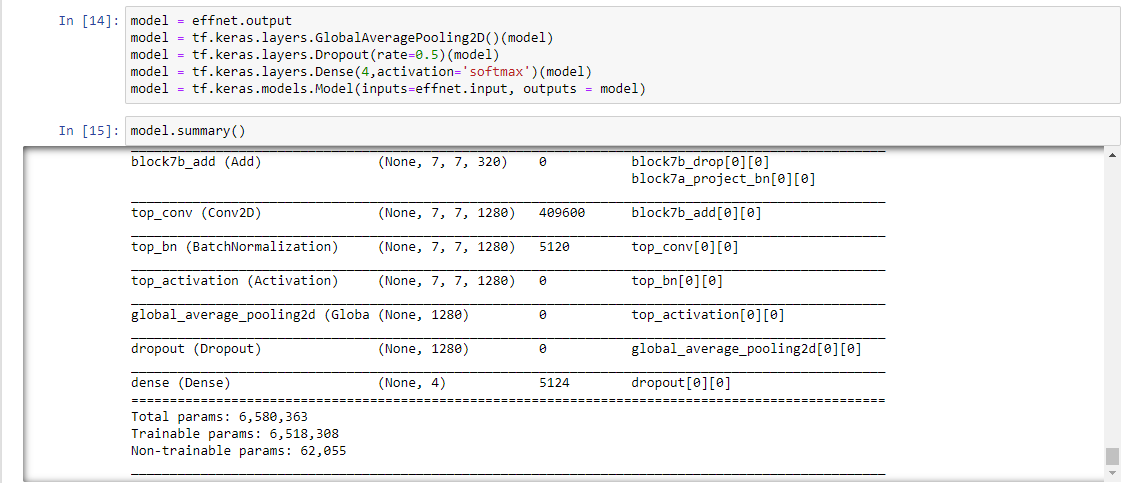 In [14]: model = effnet.output
model = tf.keras.layers.GlobalAveragePooling2D()(model)
model = tf.keras.layers.Dropout(rate=0.5)(model)
model = tf.keras.layers.Dense(4,activation='softmax')(model)
model = tf.keras.models.Model(inputs=effnet.input, outputs = model)
In [15]: model.summary()
block7b_add (Add) (None, 7, 7, 320) 0 block7b_drop[0][0]
block7a_project_bn[0][0]
top_conv (Conv2D) (None, 7, 7, 1280) 409600 block7b_add[0][0]
top_bn (BatchNormalization) (None, 7, 7, 1280) 5120 top_conv[0][0]
top_activation (Activation) (None, 7, 7, 1280) 0 top_bn[0][0]
global_average_pooling2d (Globa (None, 1280) 0 top_activation[0][0]
dropout (Dropout) (None, 1280) 0 global_average_pooling2d[0][0]
dense (Dense) (None, 4) 5124 dropout[0][0]
Total params: 6,580,363
Trainable params: 6,518,308
Non-trainable params: 62,055